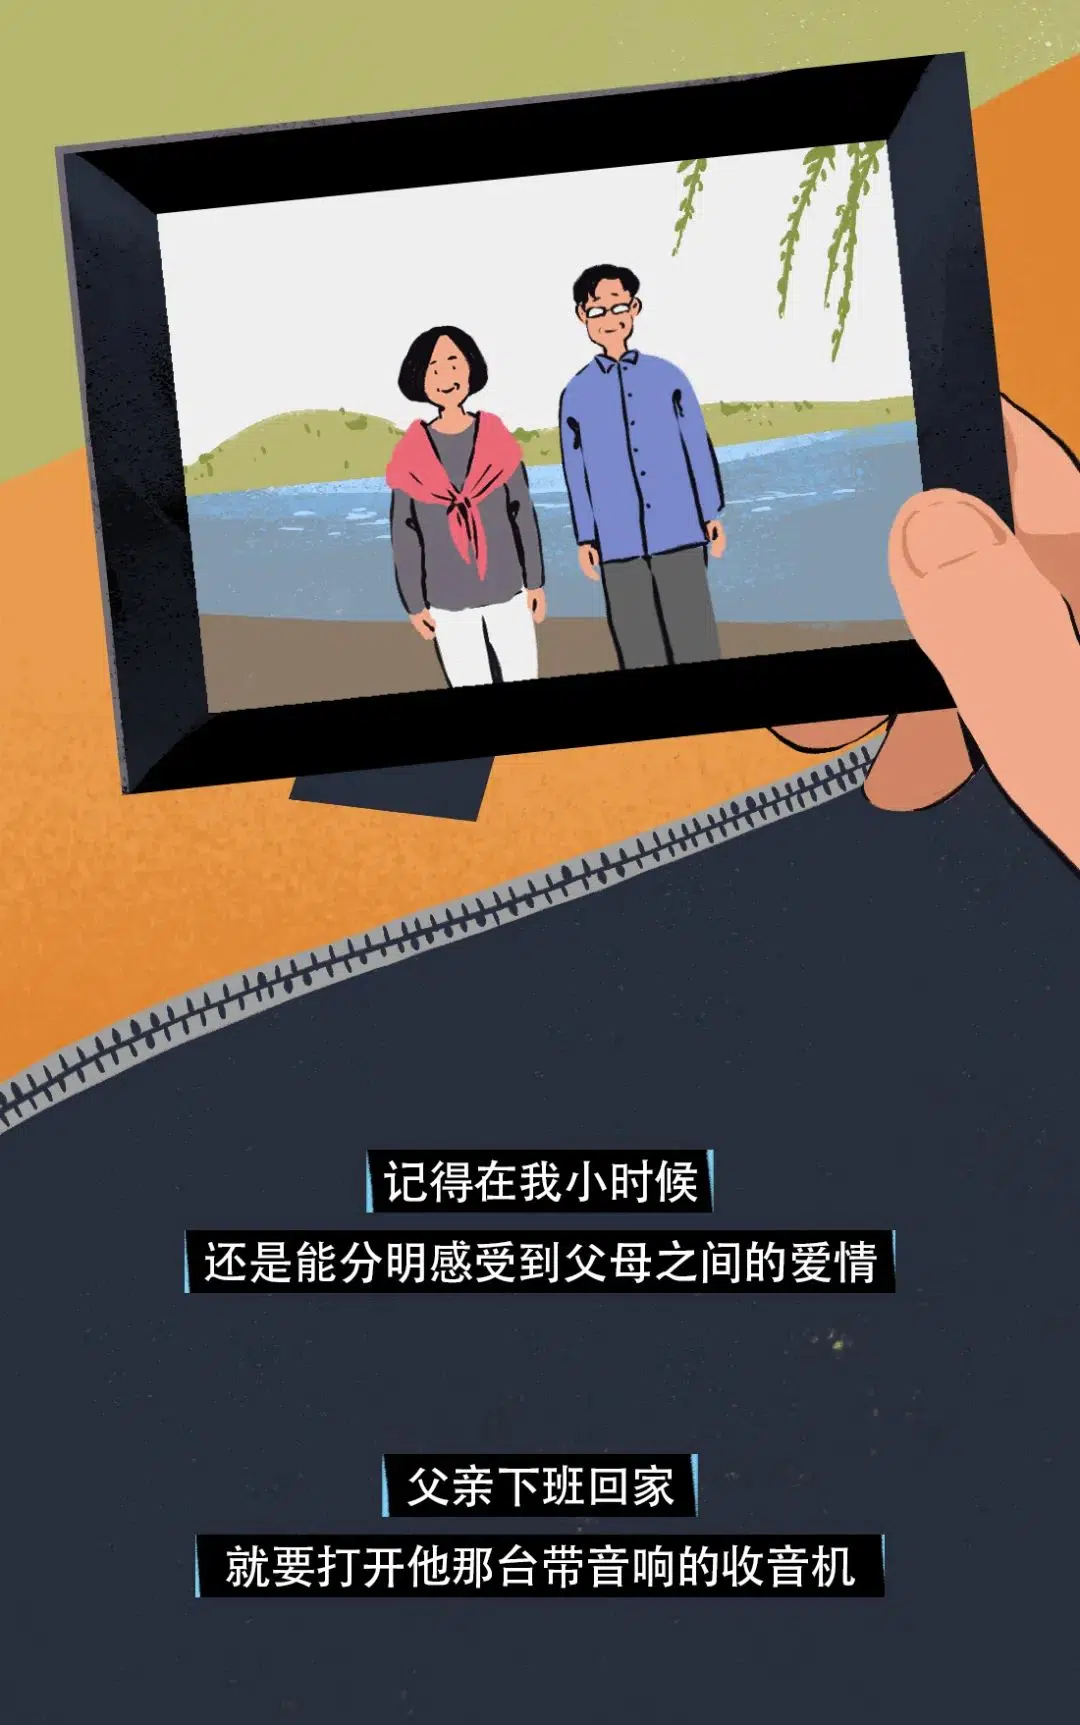 记得在我小时候
还是能分明感受到父母之间的爱情
父亲下班回家
就要打开他那台带音响的收音机